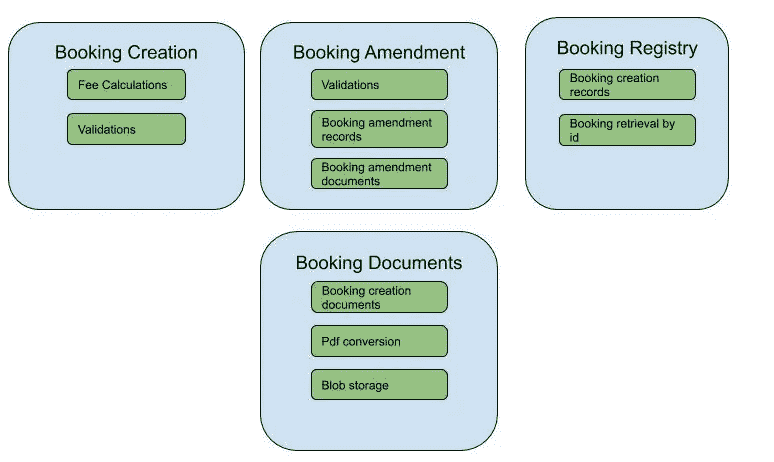 Booking Creation
Fee Calculations
Validations
Booking Amendment
Validations
Booking amendment
records
Booking amendment
documents
Booking Registry
Booking creation
records
Booking retrieval by
id
Booking Documents
Booking creation
documents
Pdf conversion
Blob storage